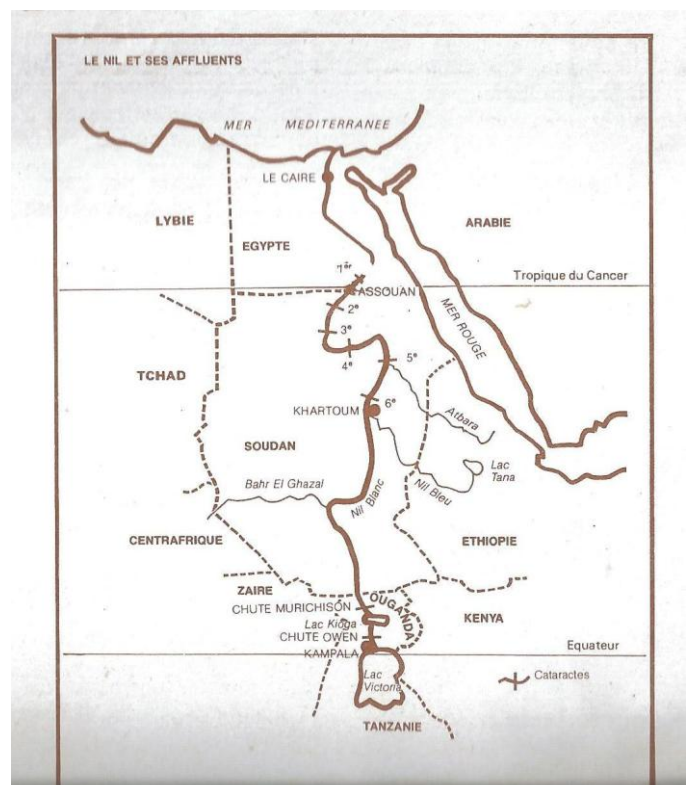 LE NIL ET SES AFFLUENTS
MER MEDITERRANEE
LE CAIRE
LYBIE
ARABIE
EGYPTE
1er
Tropique du Cancer
ASSOUAN
2e
MER ROUGE
3e
4e
5e
TCHAD
KHARTOUM
6e
Atbara
SOUDAN
Lac
Tana
Bahr El Ghazal
Nil Blanc
Nil Bleu
CENTRAFRIQUE
ETHIOPIE
ZAIRE
OUGANDA
CHUTE MURICHISON
KENYA
Lac Kioga
CHUTE OWEN
Equateur
KAMPALA
Lac
Victoria
Cataractes
TANZANIE